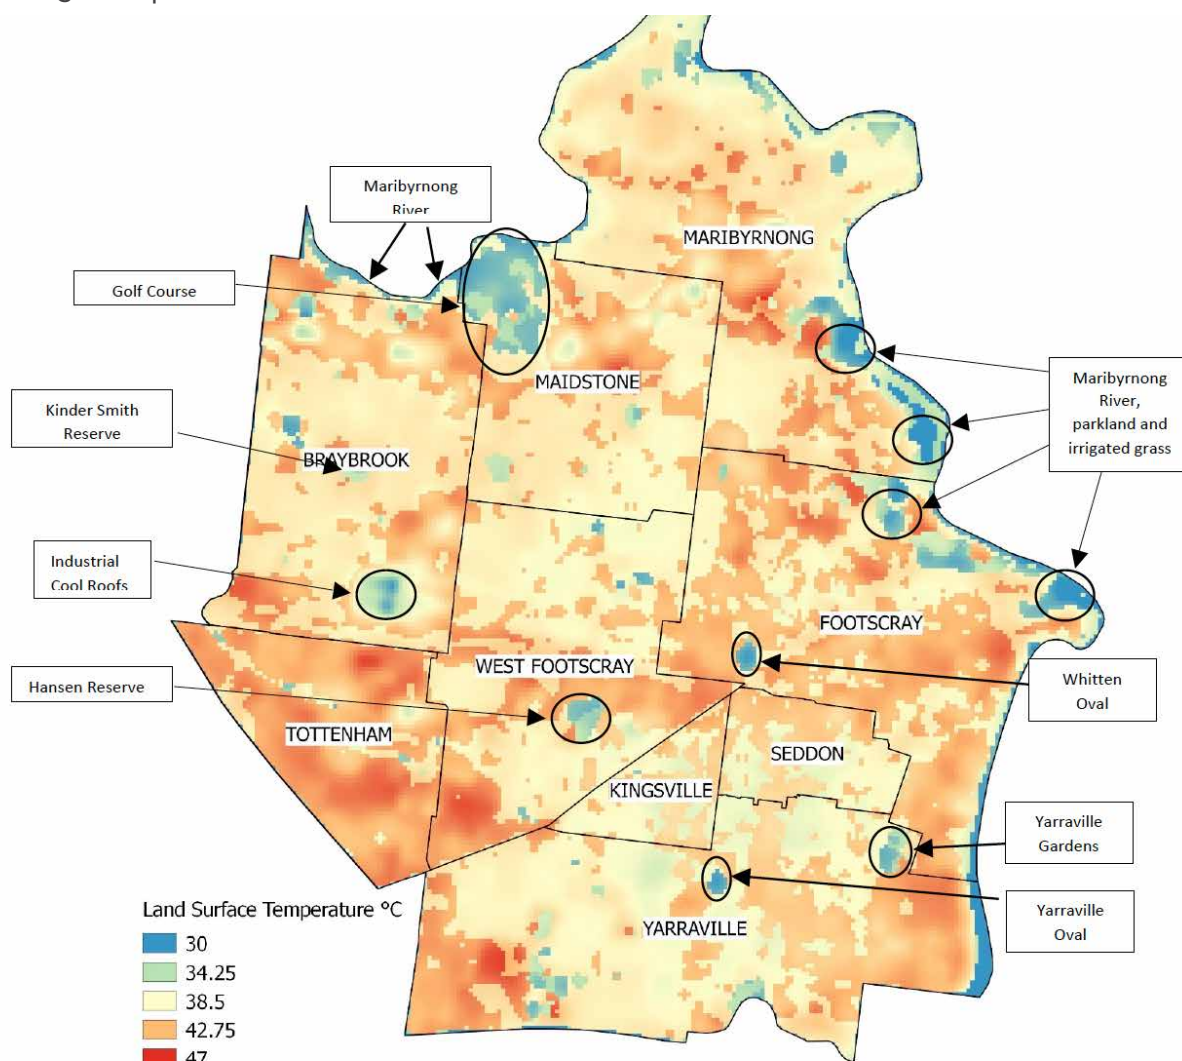 Maribyrnong
River
MARIBYRNONG
Golf Course
Kinder Smith
Reserve
MAIDSTONE
Maribyrnong
River,
parkland and
irrigated grass
BRAYBROOK
Industrial
Cool Roofs
FOOTSCRAY
WEST FOOTSCRAY
Hansen Reserve
Whitten
Oval
TOTTENHAM
SEDDON
KINGSVILLE
Yarraville
Gardens
YARRAVILLE
Yarraville
Oval
Land Surface Temperature °C
30
34.25
38.5
42.75
47